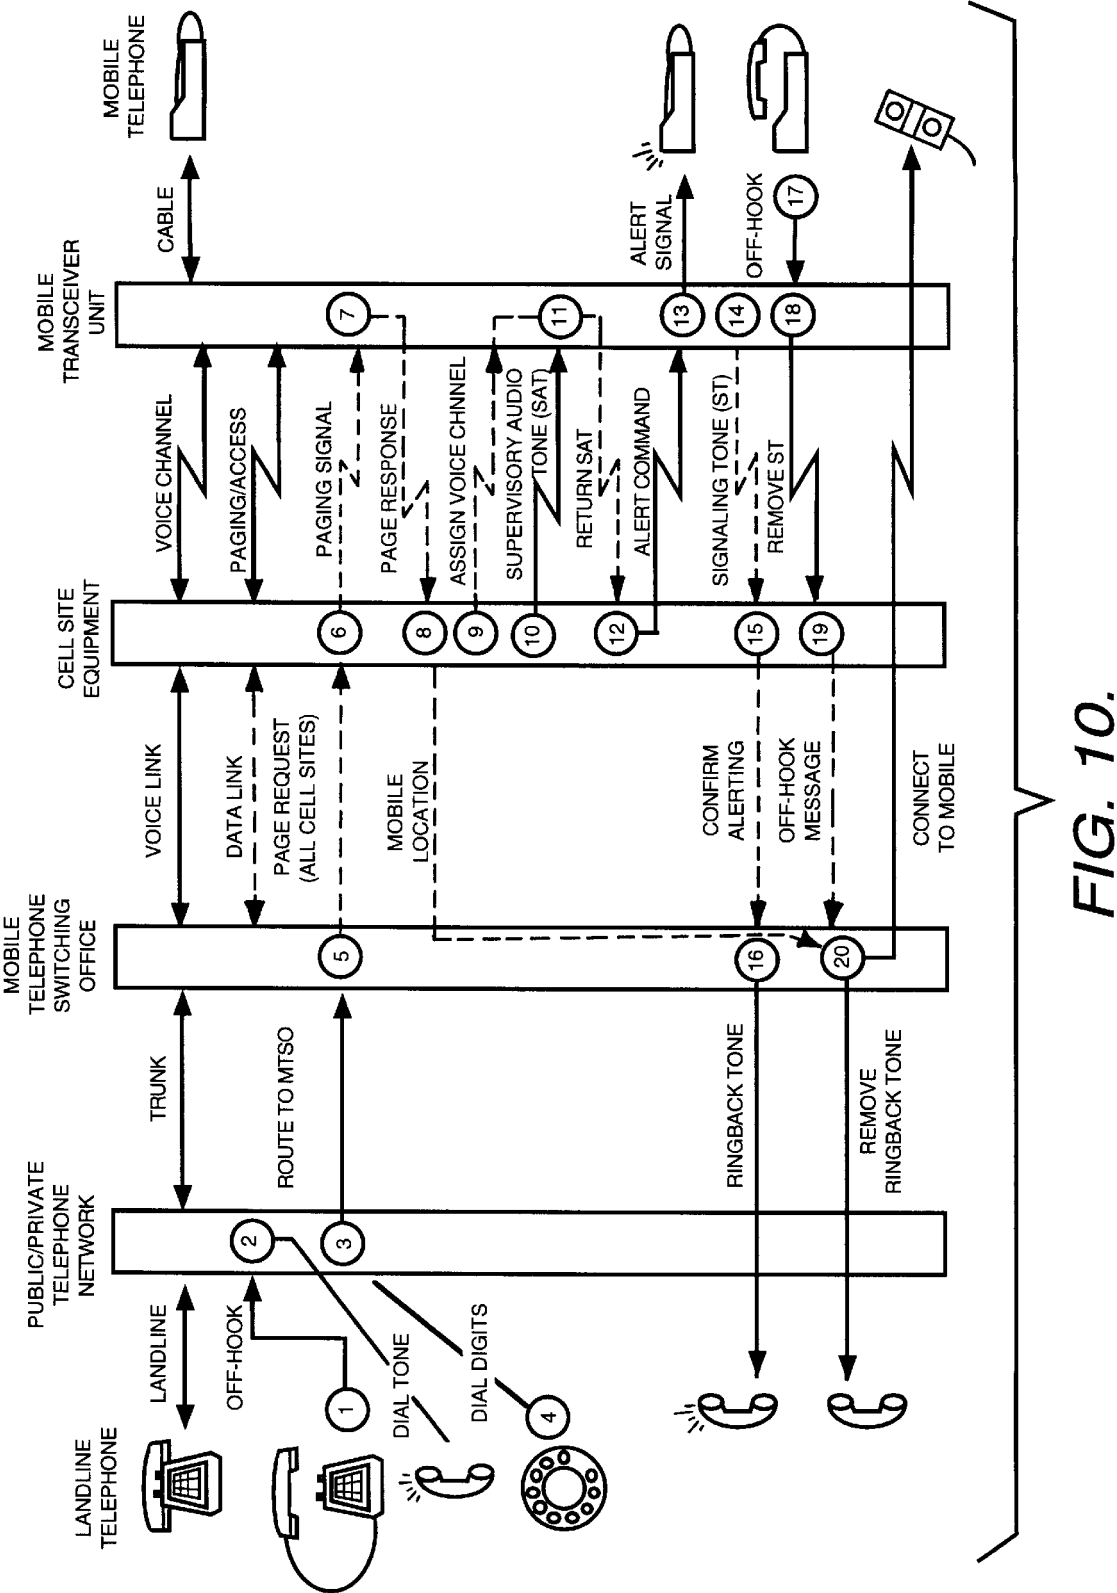 LANDLINE
TELEPHONE
PUBLIC/PRIVATE
TELEPHONE
NETWORK
MOBILE
TELEPHONE
SWITCHING
OFFICE
CELL SITE
EQUIPMENT
MOBILE
TRANSCEIVER
UNIT
MOBILE
TELEPHONE
LANDLINE
TRUNK
VOICE LINK
VOICE CHANNEL
CABLE
OFF-HOOK
DATA LINK
PAGING/ACCESS
1
2
DIAL TONE
3
ROUTE TO MTSO
DIAL DIGITS
4
5
PAGE REQUEST
(ALL CELL SITES)
6
PAGING SIGNAL
7
PAGE RESPONSE
8
MOBILE
LOCATION
9
ASSIGN VOICE CHNNEL
10
SUPERVISORY AUDIO
TONE (SAT)
11
RETURN SAT
12
ALERT COMMAND
13
ALERT
SIGNAL
14
SIGNALING TONE (ST)
15
CONFIRM
ALERTING
16
RINGBACK TONE
OFF-HOOK
17
18
REMOVE ST
19
OFF-HOOK
MESSAGE
20
REMOVE
RINGBACK TONE
CONNECT
TO MOBILE
FIG. 10.